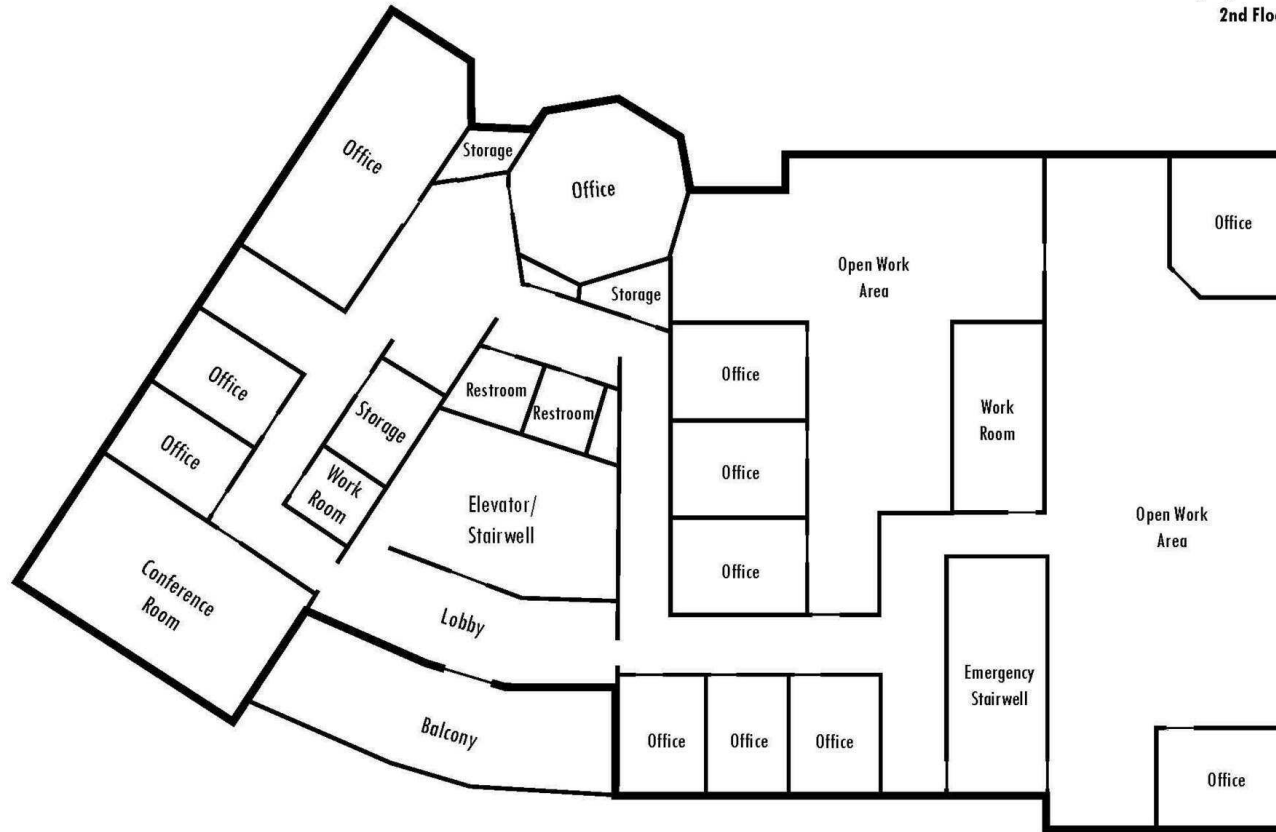 2nd Floo
Office
Storage
Office
Office
Open Work
Area
Storage
Office
Office
Restroom
Restroom
Storage
Work
Room
Office
Work
Room
Office
Elevator/
Stairwell
Office
Open Work
Area
Office
Conference
Room
Lobby
Emergency
Stairwell
Balcony
Office
Office
Office
Office